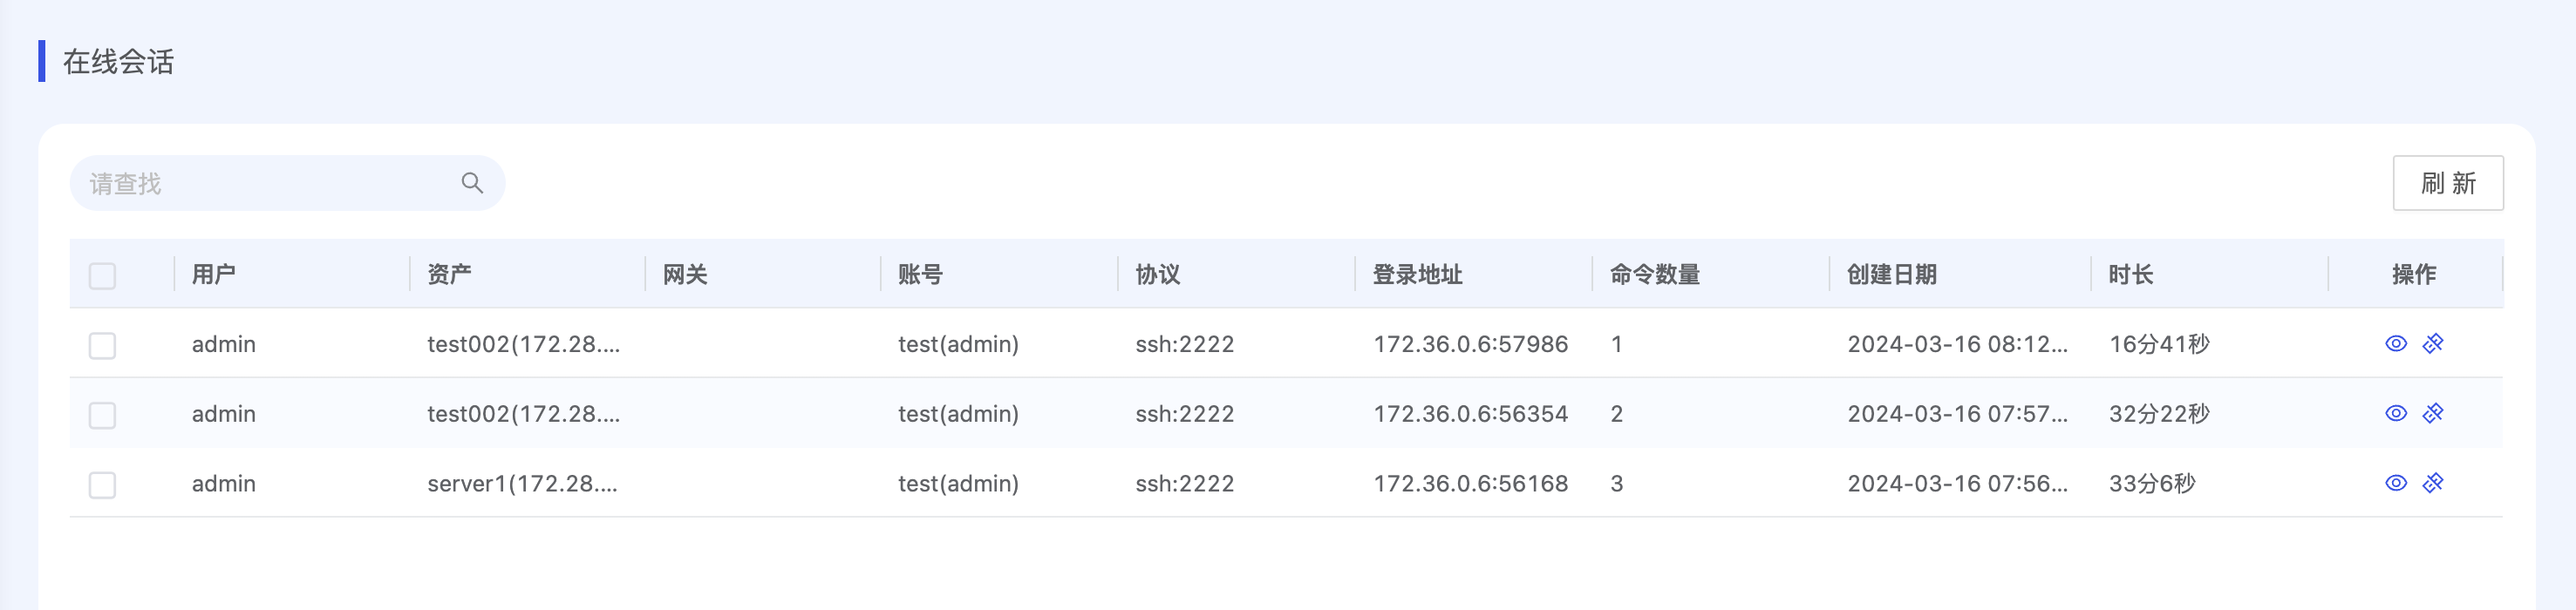 在线会话
请查找
刷 新
用户 资产 网关 账号 协议 登录地址 命令数量 创建日期 时长 操作
admin test002(172.28.... test(admin) ssh:2222 172.36.0.6:57986 1 2024-03-16 08:12... 16分41秒
admin test002(172.28.... test(admin) ssh:2222 172.36.0.6:56354 2 2024-03-16 07:57... 32分22秒
admin server1(172.28.... test(admin) ssh:2222 172.36.0.6:56168 3 2024-03-16 07:56... 33分6秒